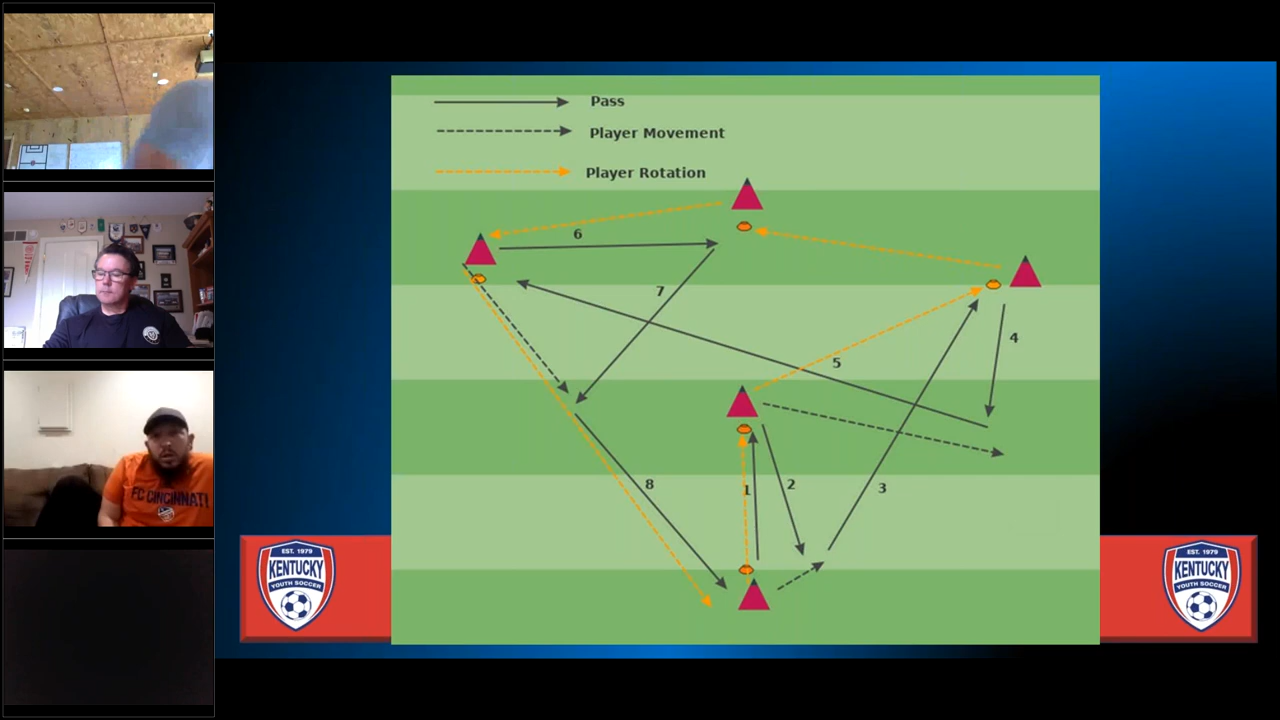 Pass
Player Movement
Player Rotation
6
7
4
5
8
1
2
3
FC CINCINNATI
EST. 1979
KENTUCKY
YOUTH SOCCER
EST. 1979
KENTUCKY
YOUTH SOCCER